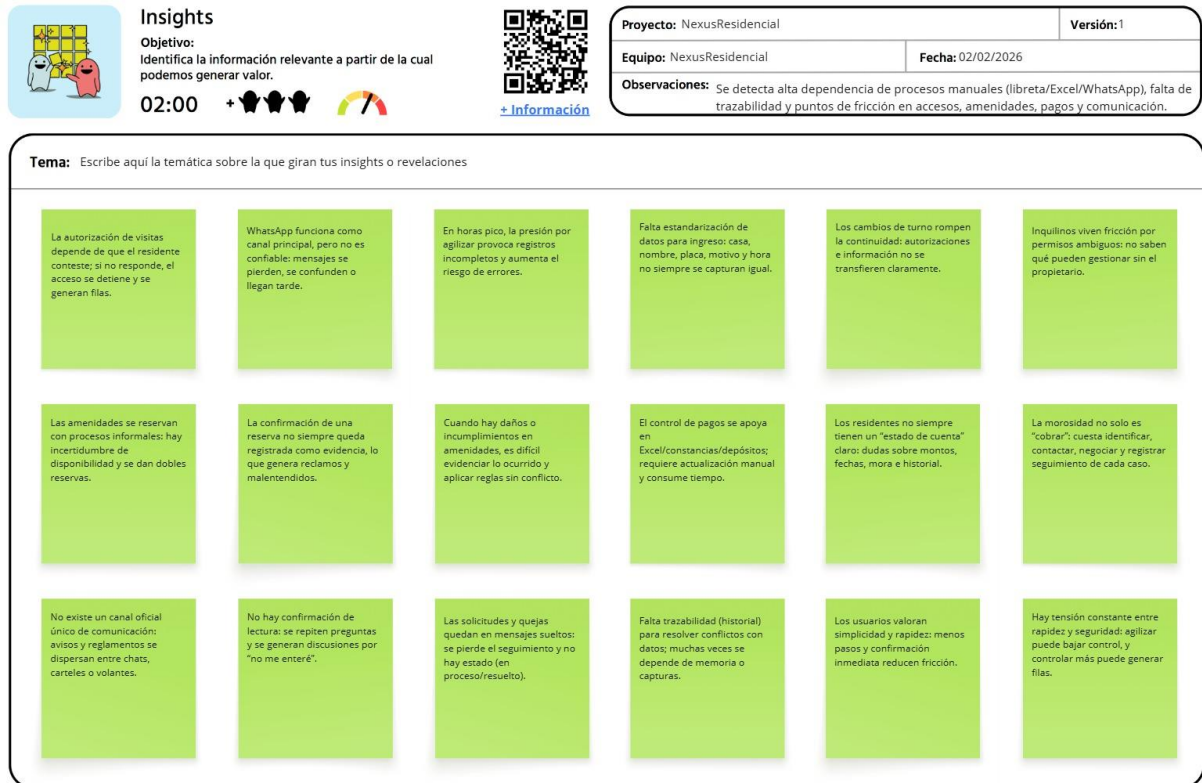 Insights
Objetivo:
Identifica la información relevante a partir de la cual
podemos generar valor.
02:00 +
+ Información
Proyecto: NexusResidencial
Versión:1
Equipo: NexusResidencial
Fecha: 02/02/2026
Observaciones: Se detecta alta dependencia de procesos manuales (libreta/Excel/WhatsApp), falta de
trazabilidad y puntos de fricción en accesos, amenidades, pagos y comunicación.
Tema: Escribe aquí la temática sobre la que giran tus insights o revelaciones
La autorización de visitas
depende de que el residente
conteste; si no responde, el
acceso se detiene y se
generan filas.
WhatsApp funciona como
canal principal, pero no es
confiable: mensajes se
pierden, se confunden o
llegan tarde.
En horas pico, la presión por
agilizar provoca registros
incompletos y aumenta el
riesgo de errores.
Falta estandarización de
datos para ingreso: casa,
nombre, placa, motivo y hora
no siempre se capturan igual.
Los cambios de turno rompen
la continuidad: autorizaciones
e información no se
transfieren claramente.
Inquilinos viven fricción por
permisos ambiguos: no saben
qué pueden gestionar sin el
propietario.
Las amenidades se reservan
con procesos informales: hay
incertidumbre de
disponibilidad y se dan dobles
reservas.
La confirmación de una
reserva no siempre queda
registrada como evidencia, lo
que genera reclamos y
malentendidos.
Cuando hay daños o
incumplimientos en
amenidades, es difícil
evidenciar lo ocurrido y
aplicar reglas sin conflicto.
El control de pagos se apoya
en
Excel/constancias/depósitos;
requiere actualización manual
y consume tiempo.
Los residentes no siempre
tienen un "estado de cuenta"
claro: dudas sobre montos,
fechas, mora e historial.
La morosidad no solo es
"cobrar": cuesta identificar,
contactar, negociar y registrar
seguimiento de cada caso.
No existe un canal oficial
único de comunicación:
avisos y reglamentos se
dispersan entre chats,
carteles o volantes.
No hay confirmación de
lectura: se repiten preguntas
y se generan discusiones por
"no me enteré".
Las solicitudes y quejas
quedan en mensajes sueltos:
se pierde el seguimiento y no
hay estado (en
proceso/resuelto).
Falta trazabilidad (historial)
para resolver conflictos con
datos; muchas veces se
depende de memoria o
capturas.
Los usuarios valoran
simplicidad y rapidez: menos
pasos y confirmación
inmediata reducen fricción.
Hay tensión constante entre
rapidez y seguridad: agilizar
puede bajar control, y
controlar más puede generar
filas.